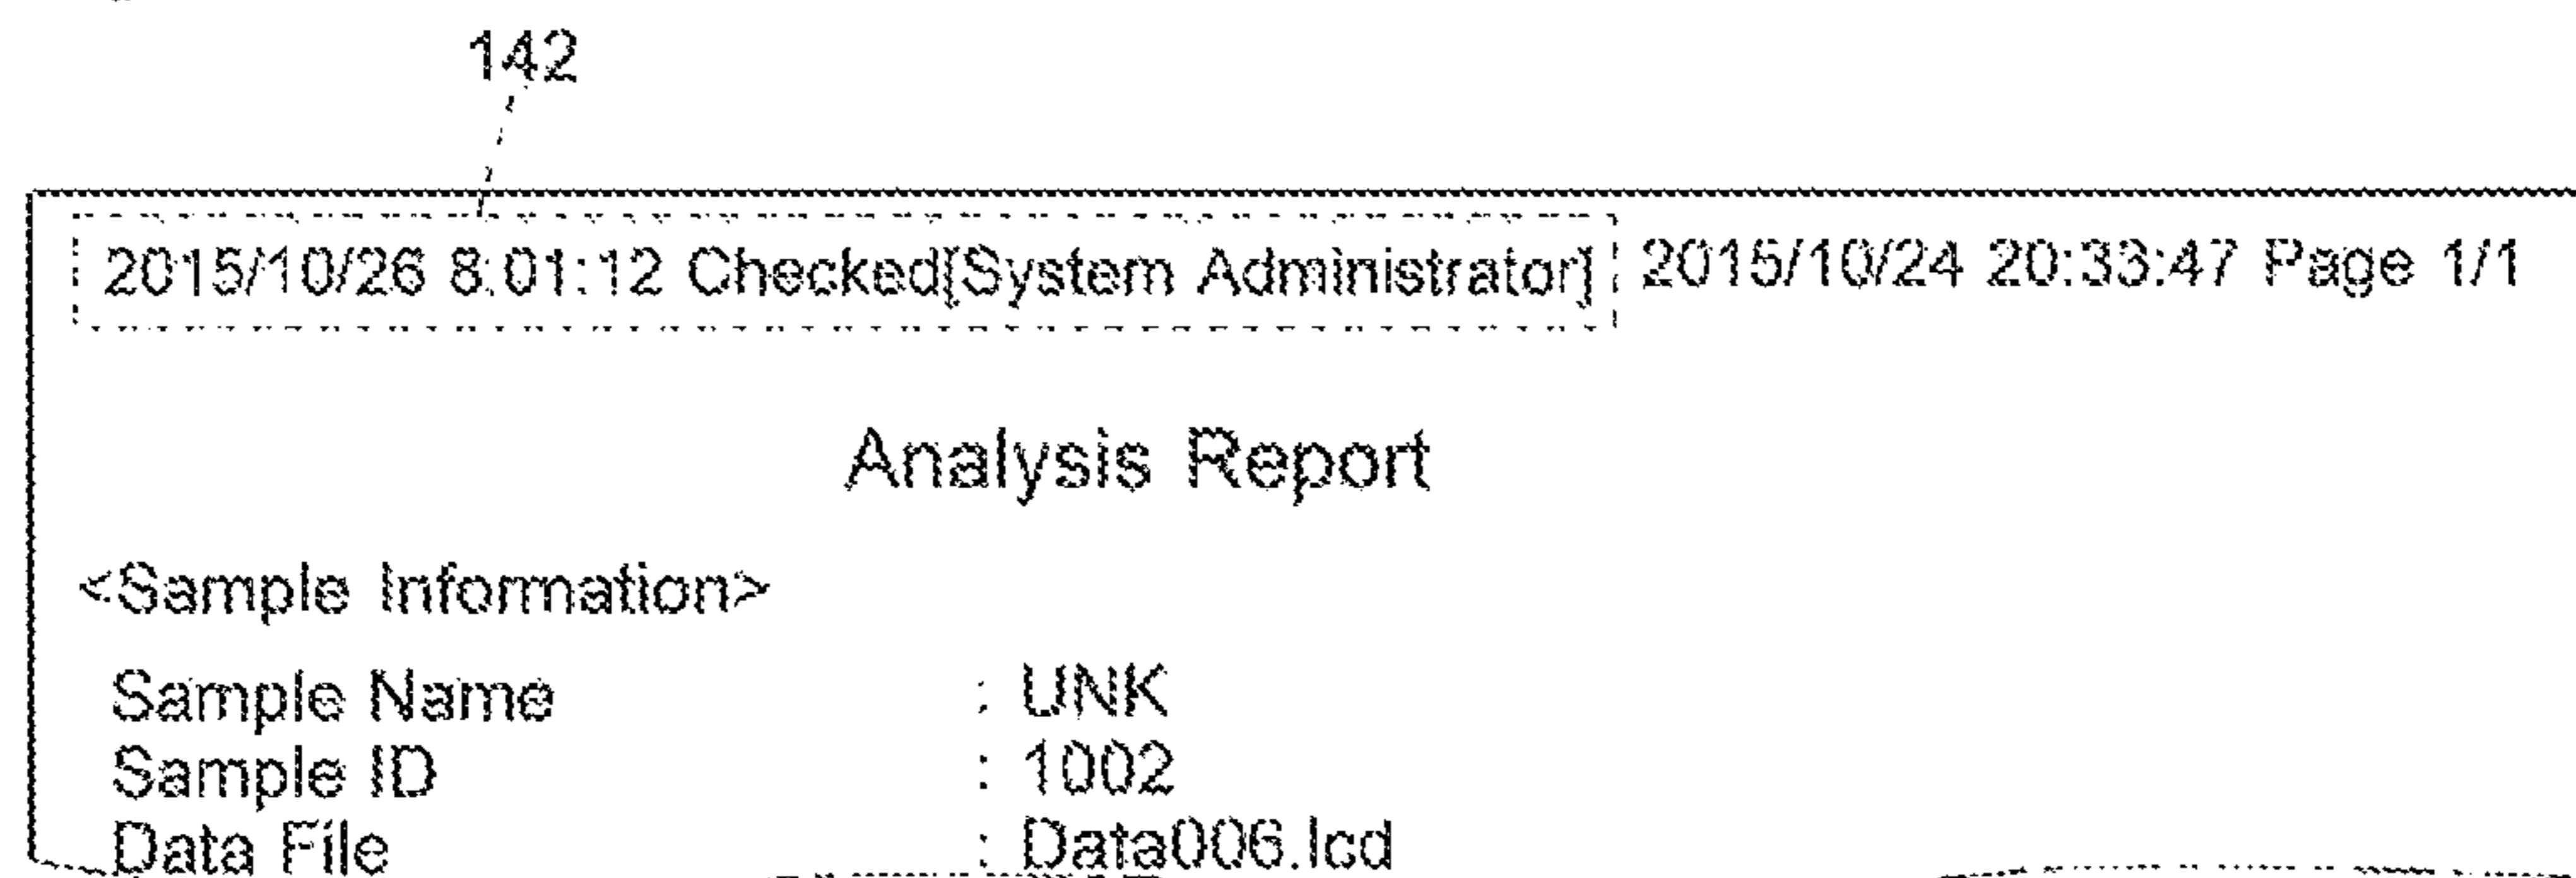 142
2015/10/26 8:01:12 Checked[System Administrator] 2015/10/24 20:33:47 Page 1/1
Analysis Report
<Sample Information>
Sample Name : UNK
Sample ID : 1002
Data File : Data006.lcd